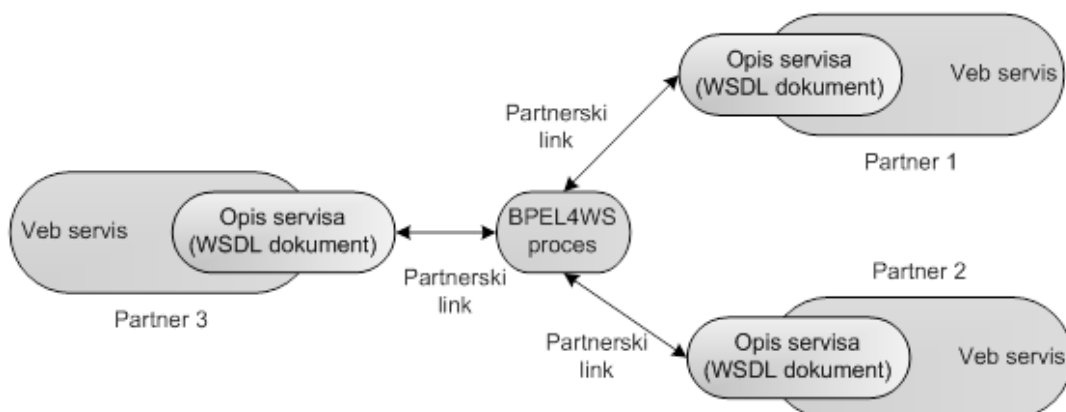 Opis servisa
(WSDL dokument)
Veb servis
Partner 1
Partnerski
link
Veb servis
Opis servisa
(WSDL dokument)
Partner 3
Partnerski
link
BPEL4WS
proces
Partner 2
Partnerski
link
Opis servisa
(WSDL dokument)
Veb servis